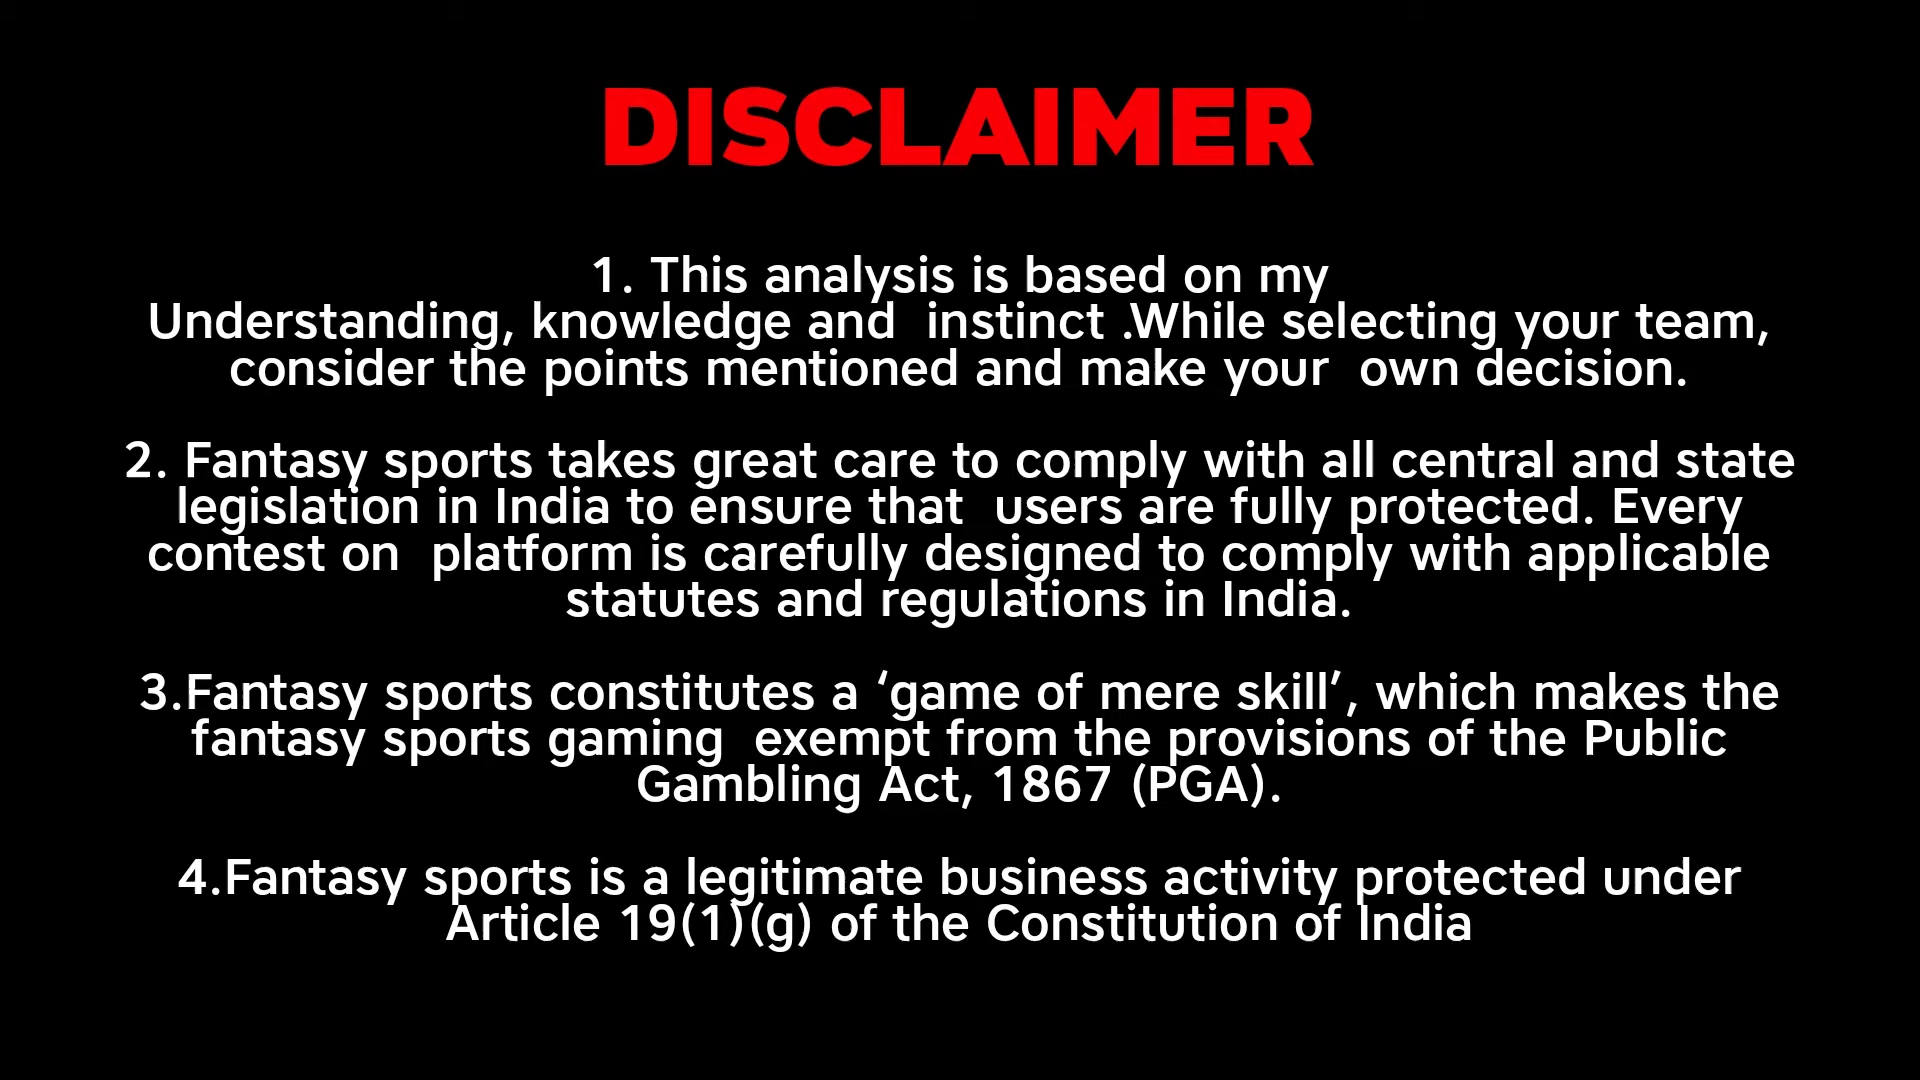 DISCLAIMER
1. This analysis is based on my
Understanding, knowledge and  instinct .While selecting your team,
consider the points mentioned and make your  own decision.
2. Fantasy sports takes great care to comply with all central and state
legislation in India to ensure that  users are fully protected. Every
contest on  platform is carefully designed to comply with applicable
statutes and regulations in India.
3.Fantasy sports constitutes a ‘game of mere skill’, which makes the
fantasy sports gaming  exempt from the provisions of the Public
Gambling Act, 1867 (PGA).
4.Fantasy sports is a legitimate business activity protected under
Article 19(1)(g) of the Constitution of India